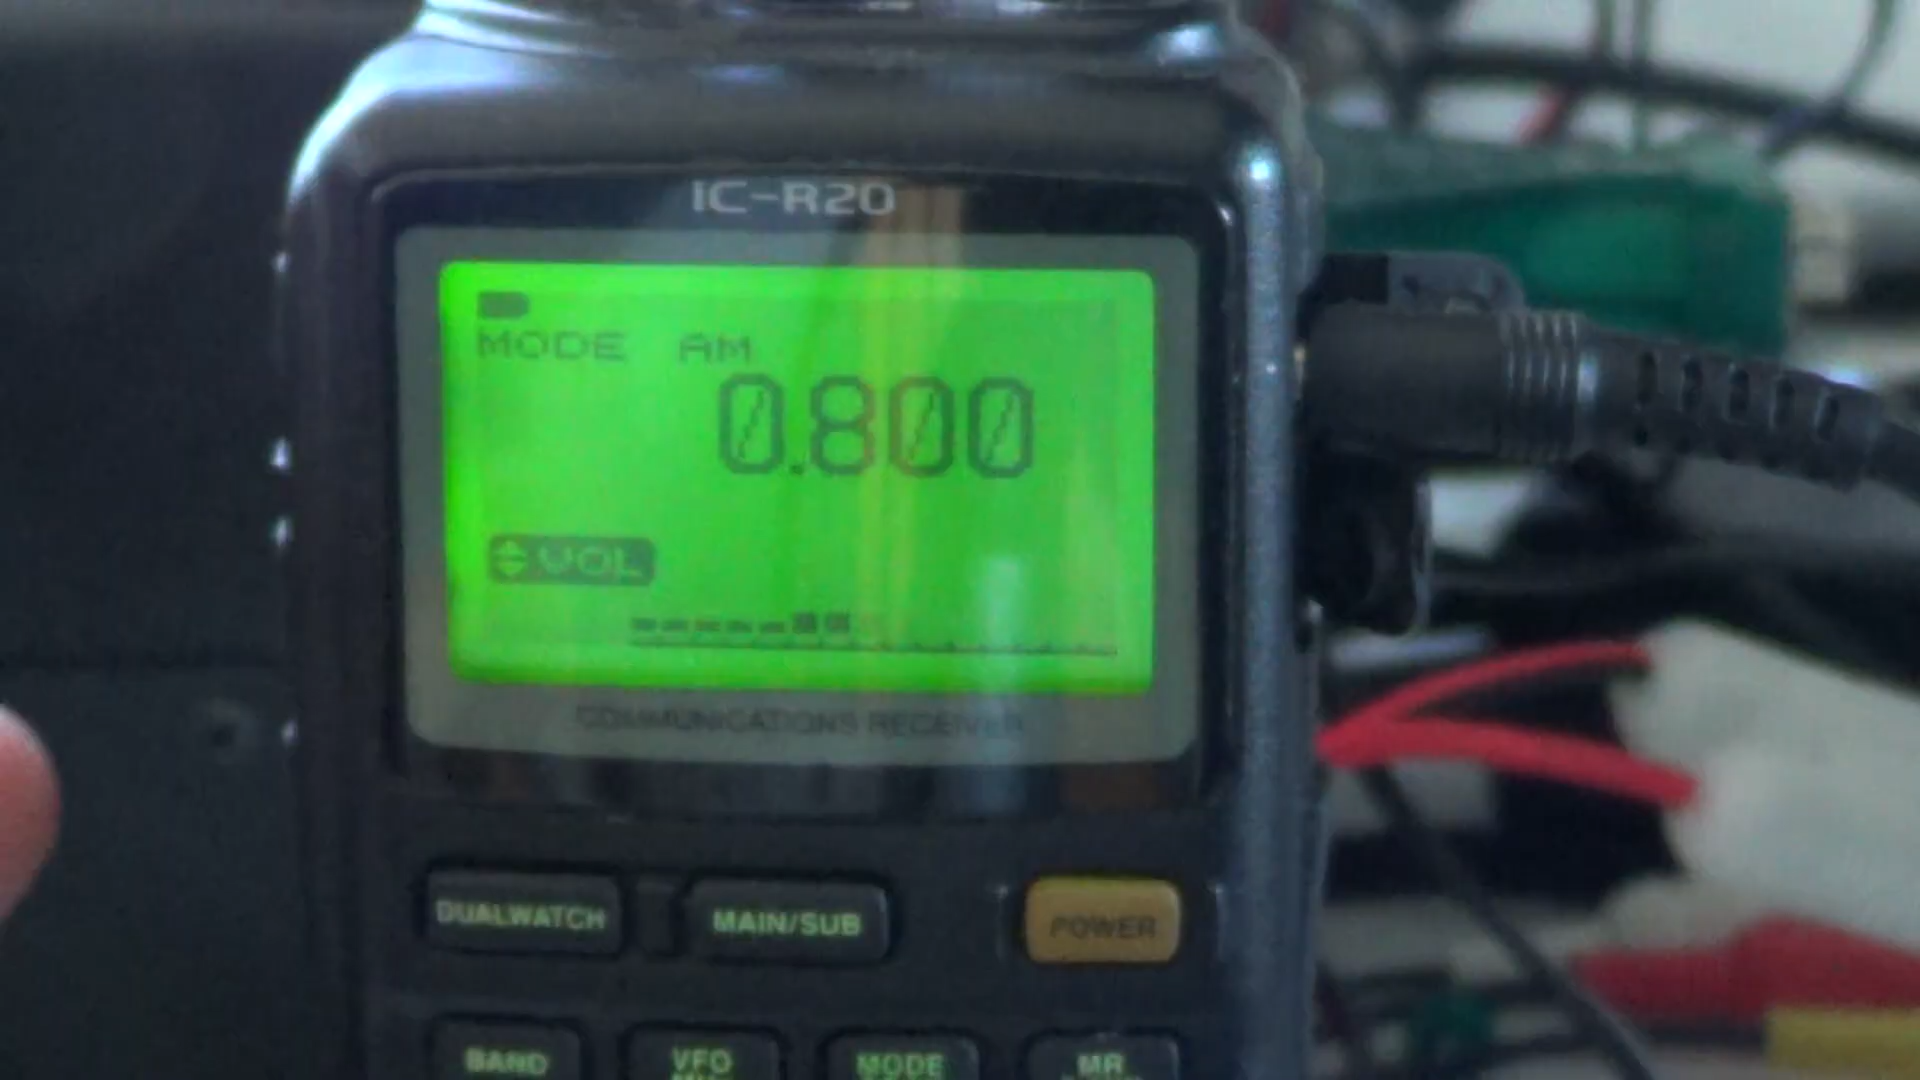 IC-R20
MODE AM
0.800
VOL
COMMUNICATIONS RECEIVER
DUALWATCH MAIN/SUB POWER
BAND VFO MODE MR